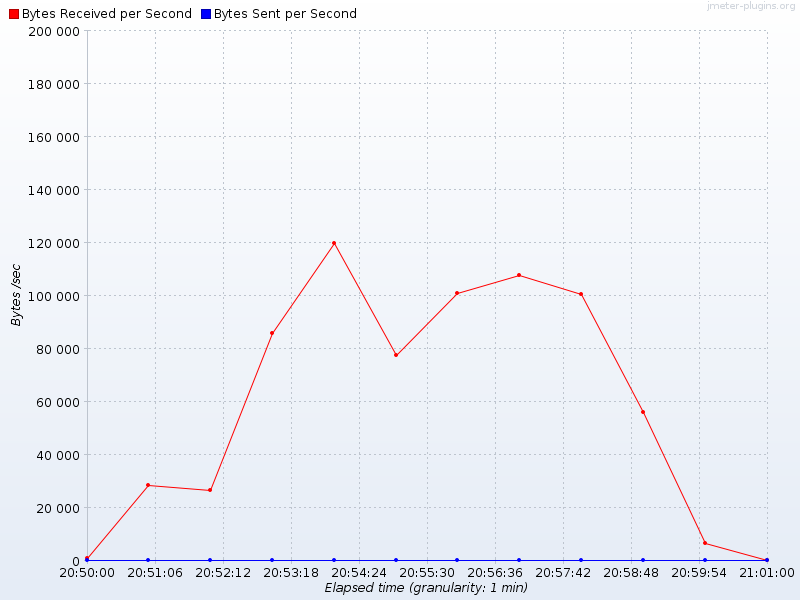 jmeter-plugins.org
Bytes Received per Second Bytes Sent per Second
200 000
180 000
160 000
140 000
120 000
100 000
80 000
60 000
40 000
20 000
0
Bytes /sec
20:50:00 20:51:06 20:52:12 20:53:18 20:54:24 20:55:30 20:56:36 20:57:42 20:58:48 20:59:54 21:01:00
Elapsed time (granularity: 1 min)